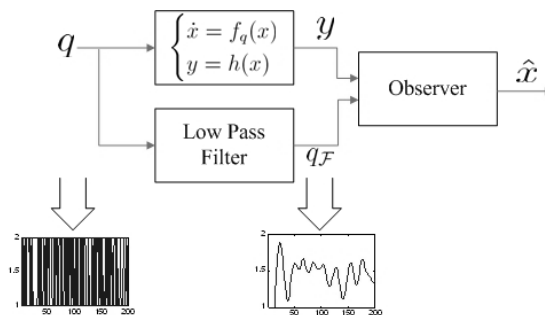 q
ẋ = f_q(x)
y = h(x)
y
Observer
x̂
Low Pass
Filter
q_F
2
1.5
1
50 100 150 200
2
1.5
1
50 100 150 200